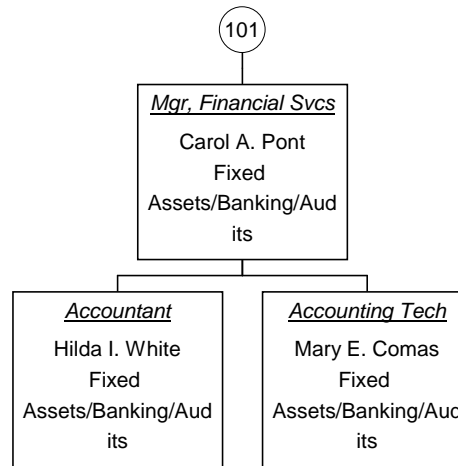 101
Mgr, Financial Svcs
Carol A. Pont
Fixed
Assets/Banking/Aud
its
Accountant
Hilda I. White
Fixed
Assets/Banking/Aud
its
Accounting Tech
Mary E. Comas
Fixed
Assets/Banking/Aud
its